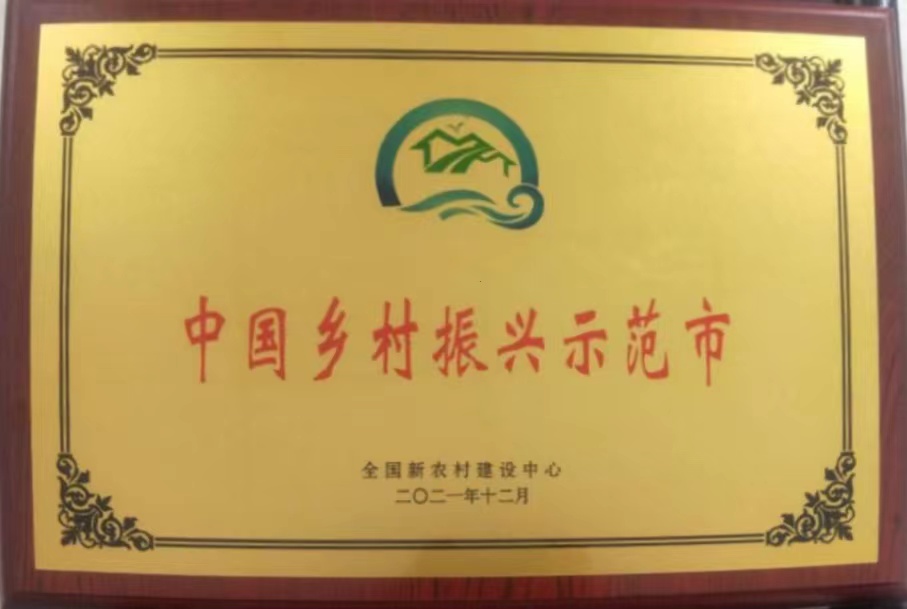 中国乡村振兴示范市
全国新农村建设中心
二〇二一年十二月